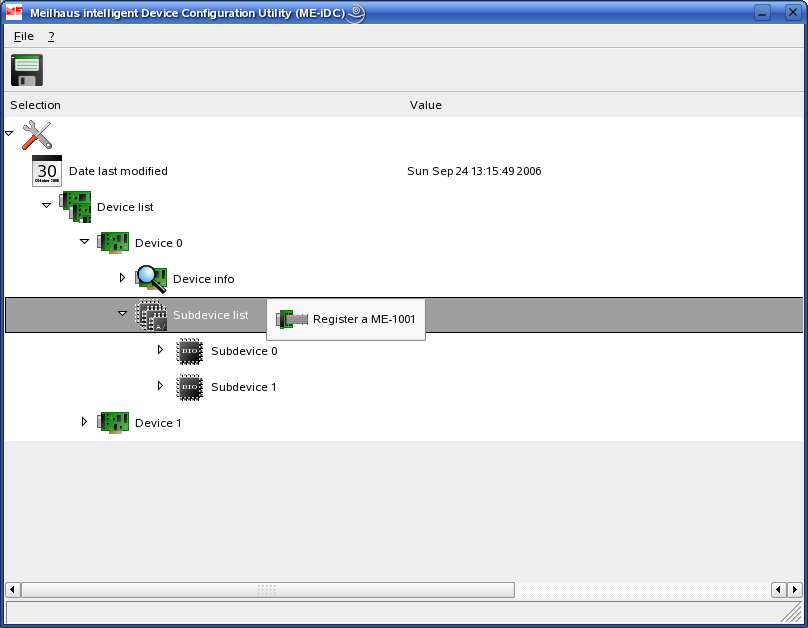 Meilhaus intelligent Device Configuration Utility (ME-iDC)
File ?
Selection Value
30
Date last modified Sun Sep 24 13:15:49 2006
Device list
Device 0
Device info
Subdevice list
Register a ME-1001
DIO
Subdevice 0
DIO
Subdevice 1
Device 1